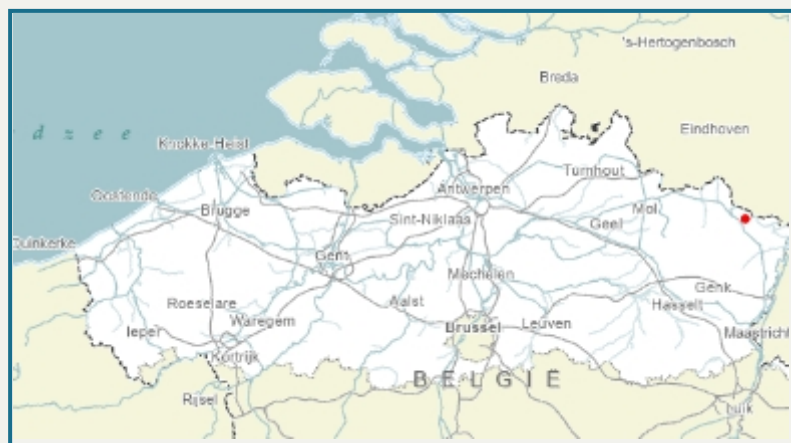 's-Hertogenbosch
Breda
Eindhoven
d z e e
Knokke-Heist
Turnhout
Antwerpen
Oostende
Brugge
Sint-Niklaas
Geel
Mol
Duinkerke
Gent
Mechelen
Genk
Roeselare
Aalst
Hasselt
Ieper
Waregem
Brussel
Leuven
Maastricht
Kortrijk
BELGIË
Rijsel
Luik